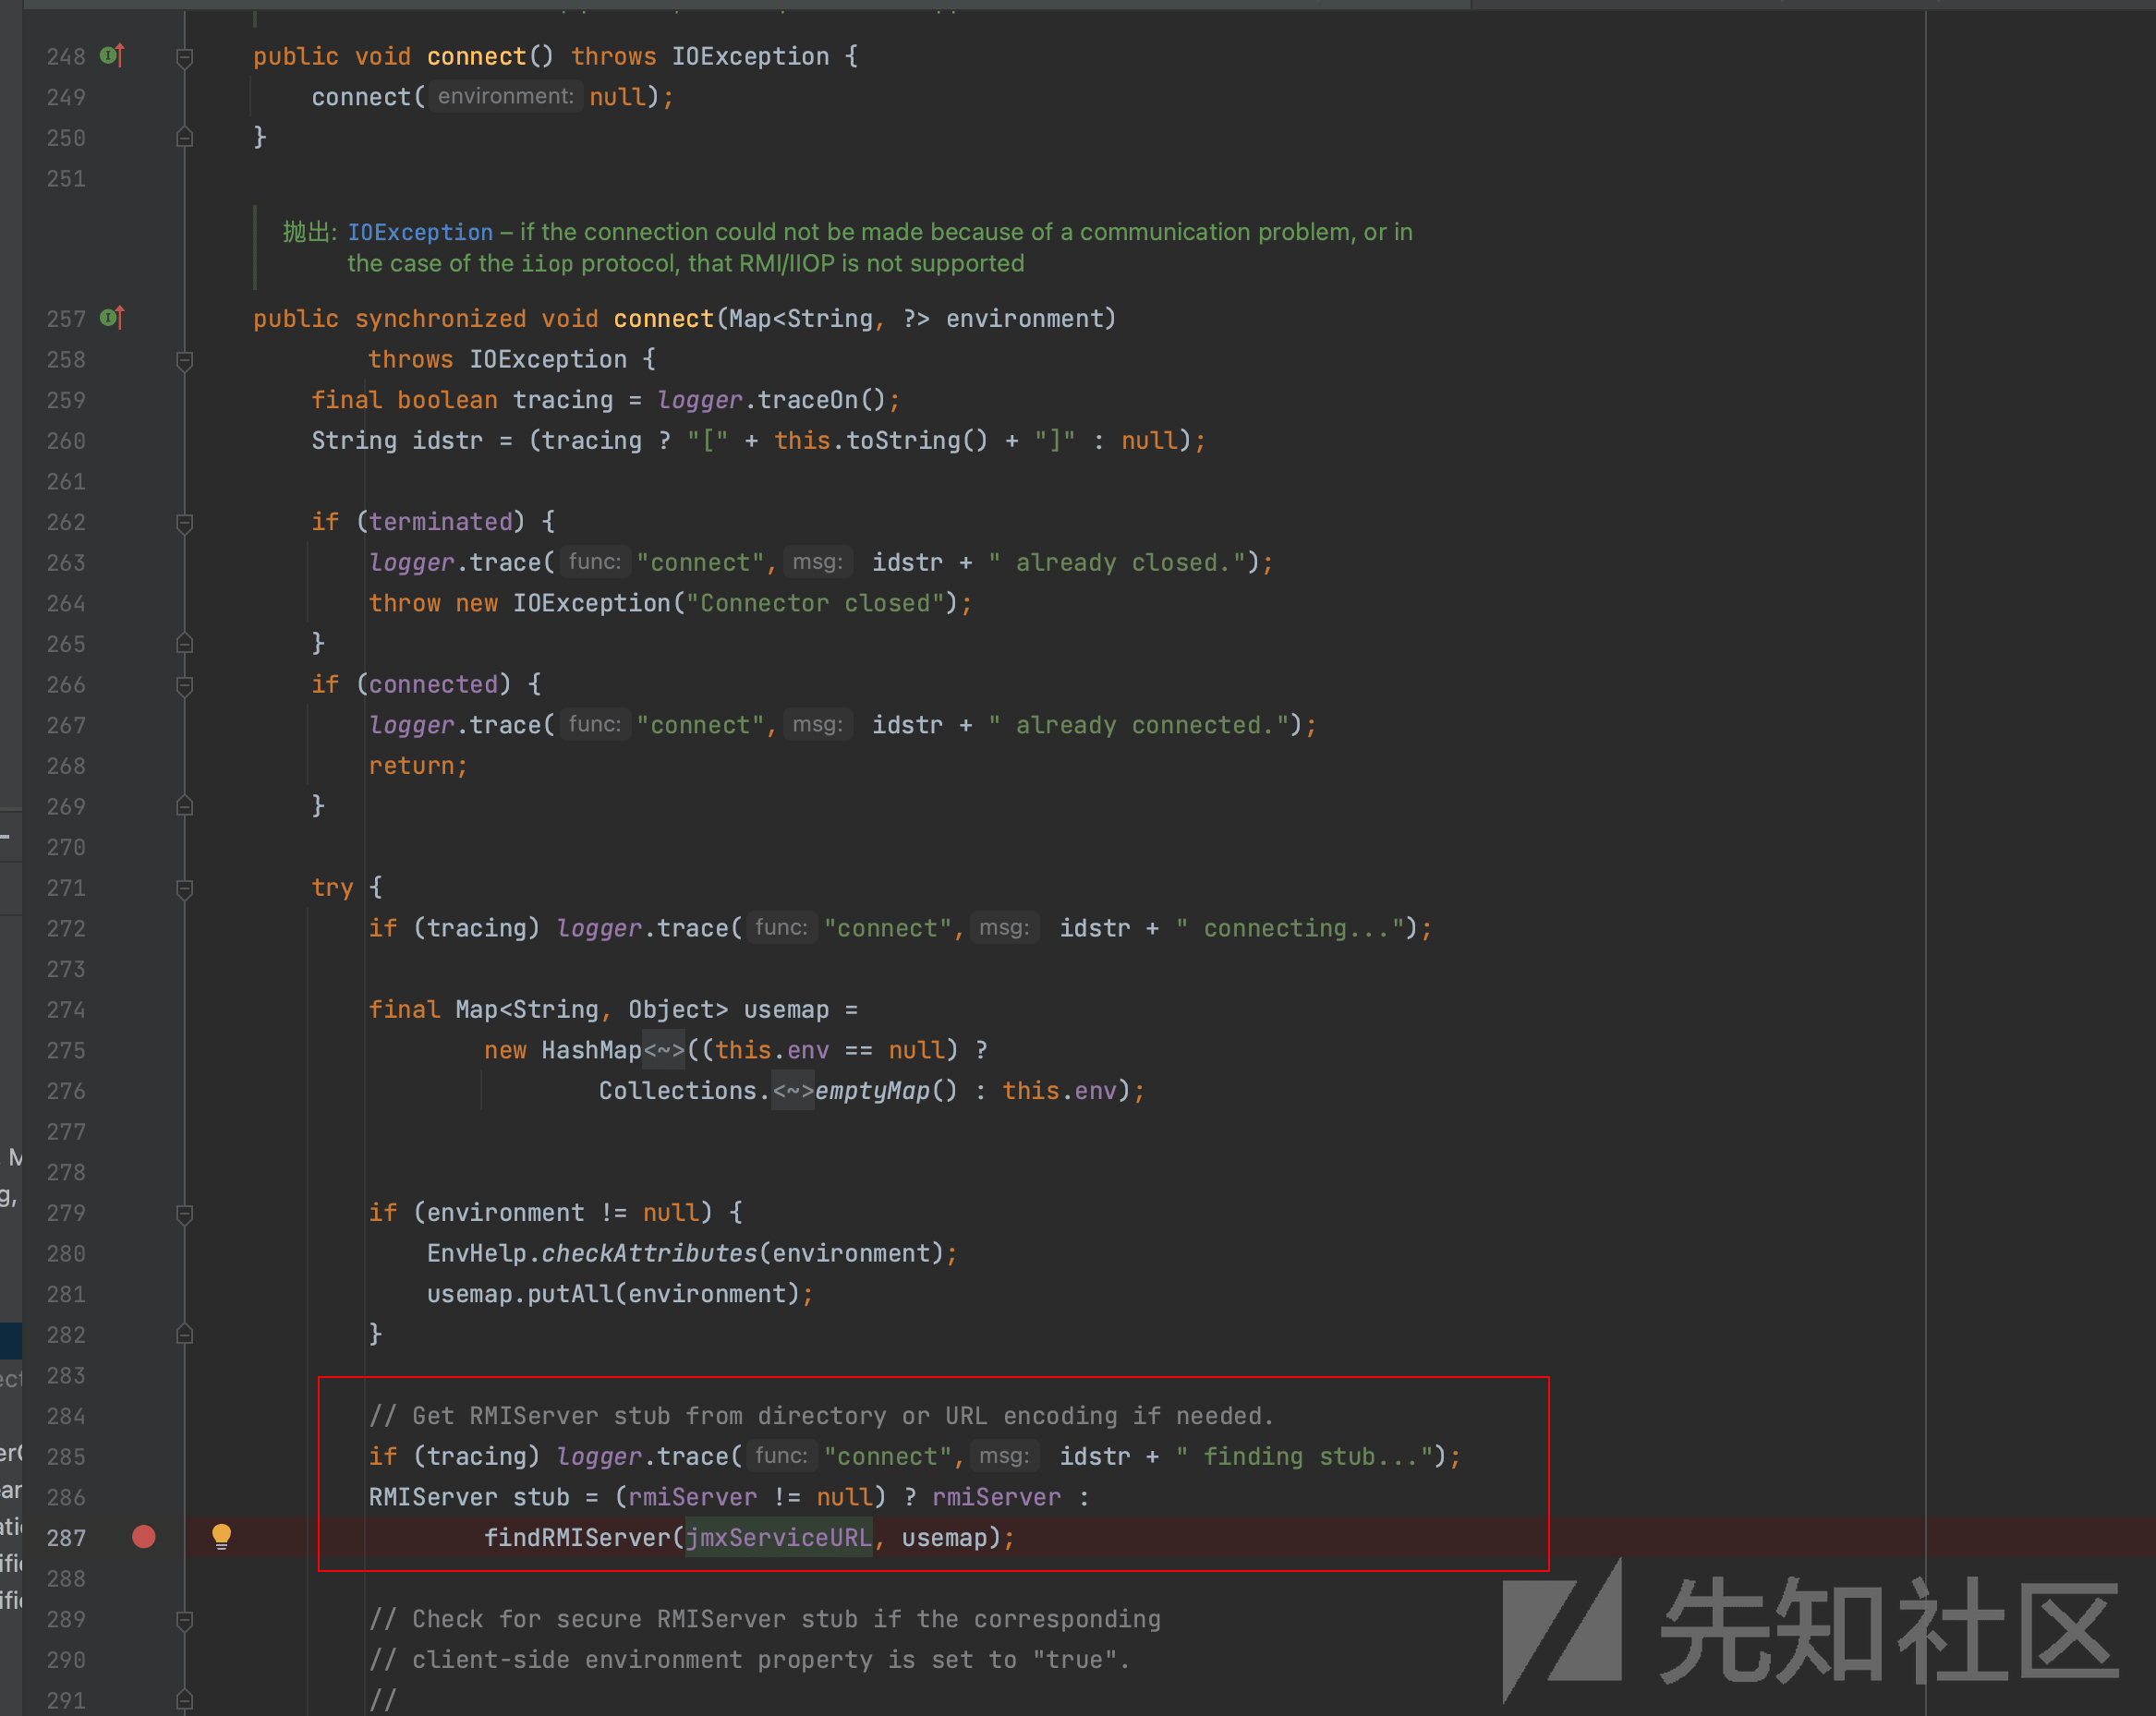 248 public void connect() throws IOException {
249 connect( environment: null);
250 }
251
抛出: IOException – if the connection could not be made because of a communication problem, or in
the case of the iiop protocol, that RMI/IIOP is not supported
257 public synchronized void connect(Map<String, ?> environment)
258 throws IOException {
259 final boolean tracing = logger.traceOn();
260 String idstr = (tracing ? "[" + this.toString() + "]" : null);
261
262 if (terminated) {
263 logger.trace( func: "connect", msg: idstr + " already closed.");
264 throw new IOException("Connector closed");
265 }
266 if (connected) {
267 logger.trace( func: "connect", msg: idstr + " already connected.");
268 return;
269 }
270
271 try {
272 if (tracing) logger.trace( func: "connect", msg: idstr + " connecting...");
273
274 final Map<String, Object> usemap =
275 new HashMap<~>((this.env == null) ?
276 Collections.<~>emptyMap() : this.env);
277
278
279 if (environment != null) {
280 EnvHelp.checkAttributes(environment);
281 usemap.putAll(environment);
282 }
283
284 // Get RMIServer stub from directory or URL encoding if needed.
285 if (tracing) logger.trace( func: "connect", msg: idstr + " finding stub...");
286 RMIServer stub = (rmiServer != null) ? rmiServer :
287 findRMIServer(jmxServiceURL, usemap);
288
289 // Check for secure RMIServer stub if the corresponding
290 // client-side environment property is set to "true".
291 //
先知社区